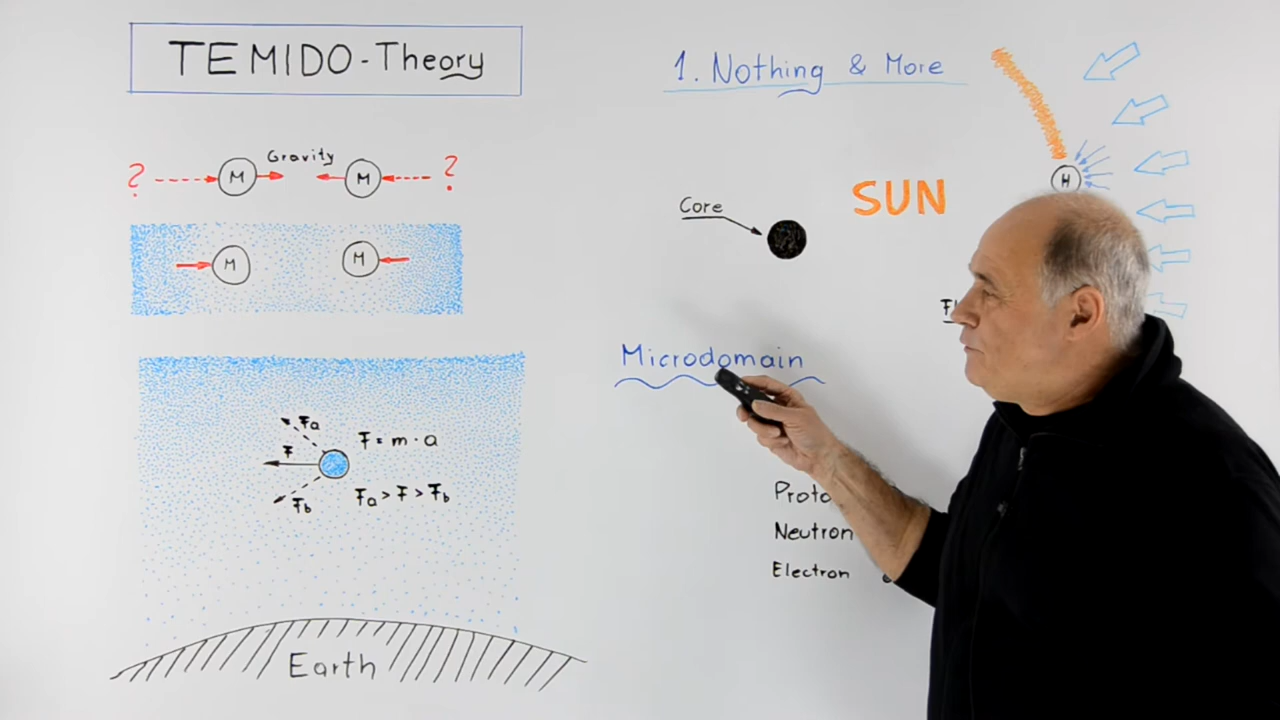 TEMIDO-Theory
? M Gravity M ?
M M
Fa
F
Fb
F = m · a
Fa > F > Fb
Earth
1. Nothing & More
SUN
H
Core
Microdomain
Neutron
Electron